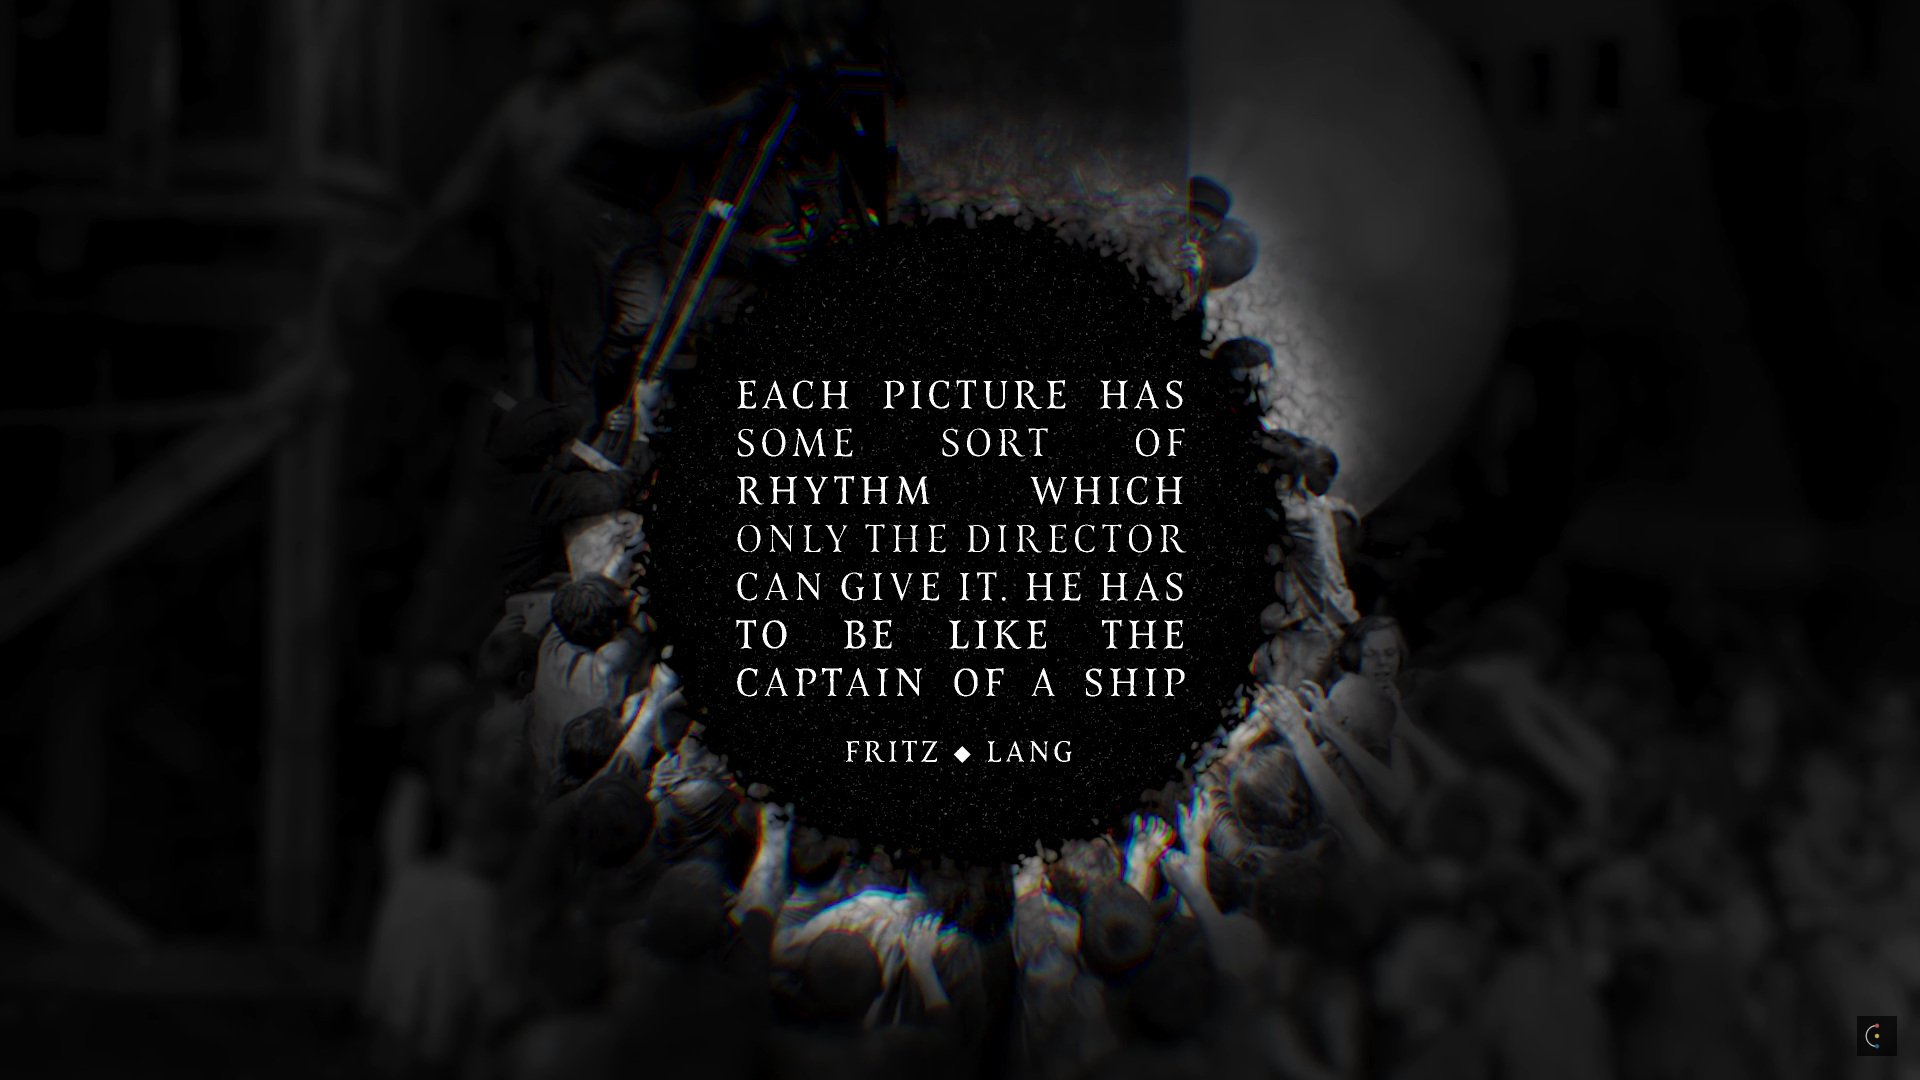 EACH PICTURE HAS
SOME SORT OF
RHYTHM WHICH
ONLY THE DIRECTOR
CAN GIVE IT. HE HAS
TO BE LIKE THE
CAPTAIN OF A SHIP
FRITZ ◆ LANG